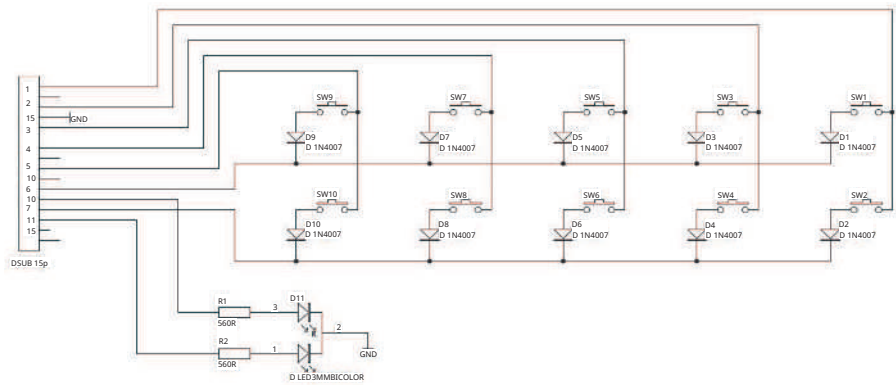 1
2
15
GND
3
4
5
10
6
10
7
11
15
DSUB 15p
SW9
SW7
SW5
SW3
SW1
D9
D 1N4007
D7
D 1N4007
D5
D 1N4007
D3
D 1N4007
D1
D 1N4007
SW10
SW8
SW6
SW4
SW2
D10
D 1N4007
D8
D 1N4007
D6
D 1N4007
D4
D 1N4007
D2
D 1N4007
R1
560R
3
D11
2
GND
R2
560R
1
D LED3MMBICOLOR